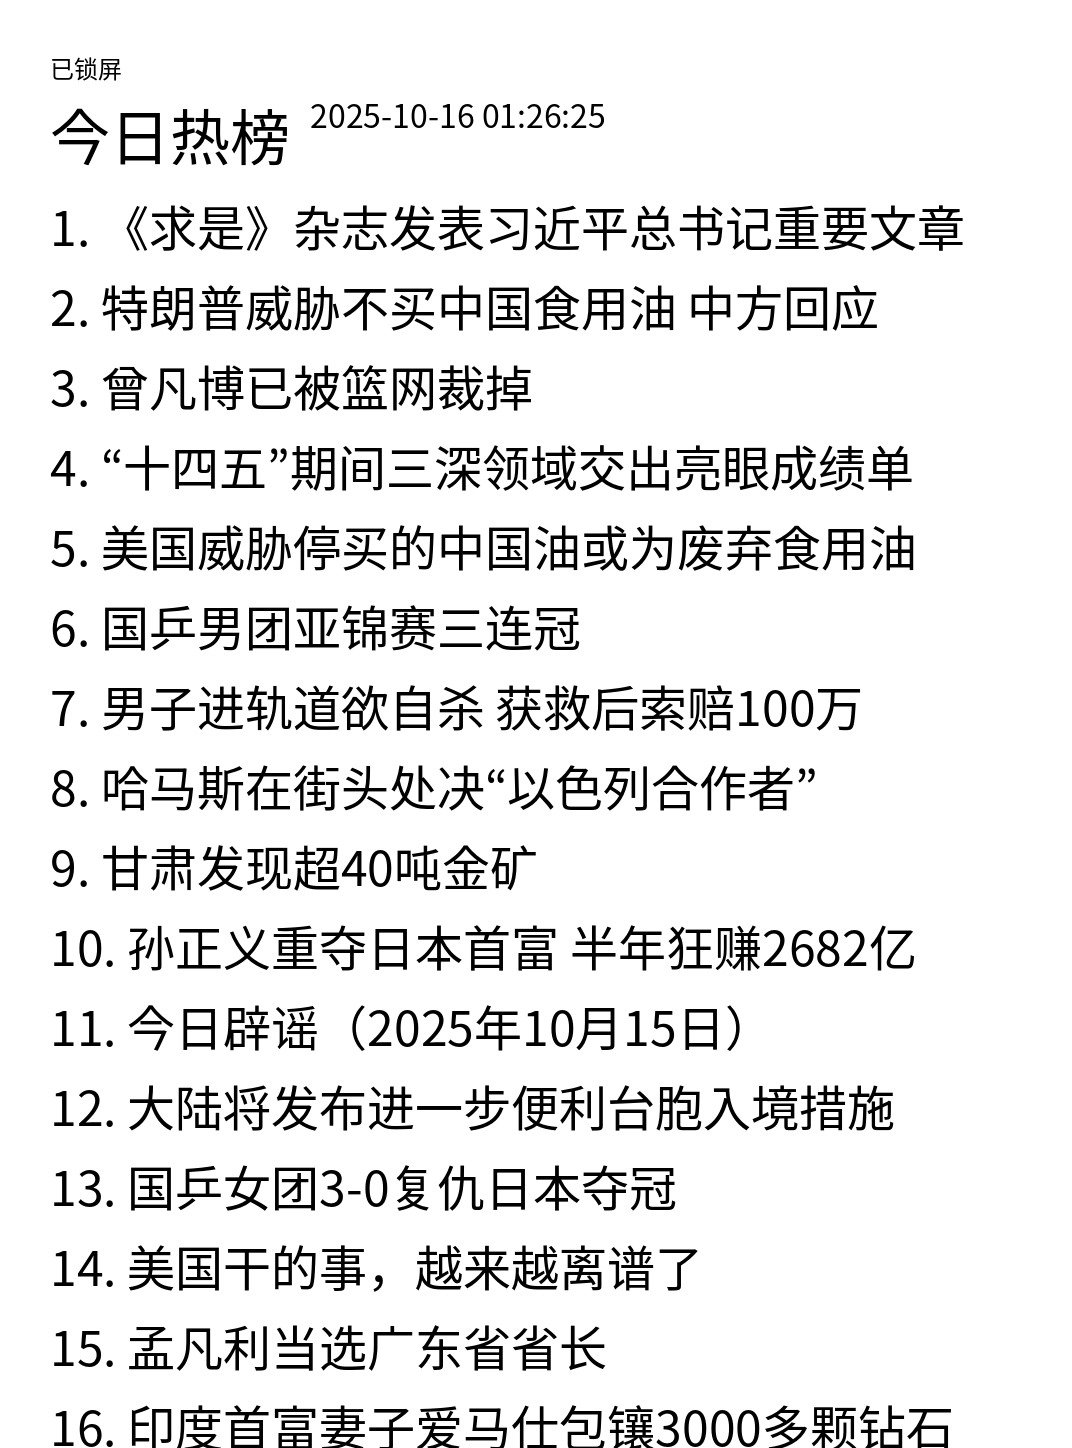 已锁屏
今日热榜 2025-10-16 01:26:25
1. 《求是》杂志发表习近平总书记重要文章
2. 特朗普威胁不买中国食用油 中方回应
3. 曾凡博已被篮网裁掉
4. “十四五”期间三深领域交出亮眼成绩单
5. 美国威胁停买的中国油或为废弃食用油
6. 国乒男团亚锦赛三连冠
7. 男子进轨道欲自杀 获救后索赔100万
8. 哈马斯在街头处决“以色列合作者”
9. 甘肃发现超40吨金矿
10. 孙正义重夺日本首富 半年狂赚2682亿
11. 今日辟谣（2025年10月15日）
12. 大陆将发布进一步便利台胞入境措施
13. 国乒女团3-0复仇日本夺冠
14. 美国干的事，越来越离谱了
15. 孟凡利当选广东省省长
16. 印度首富妻子爱马仕包镶3000多颗钻石